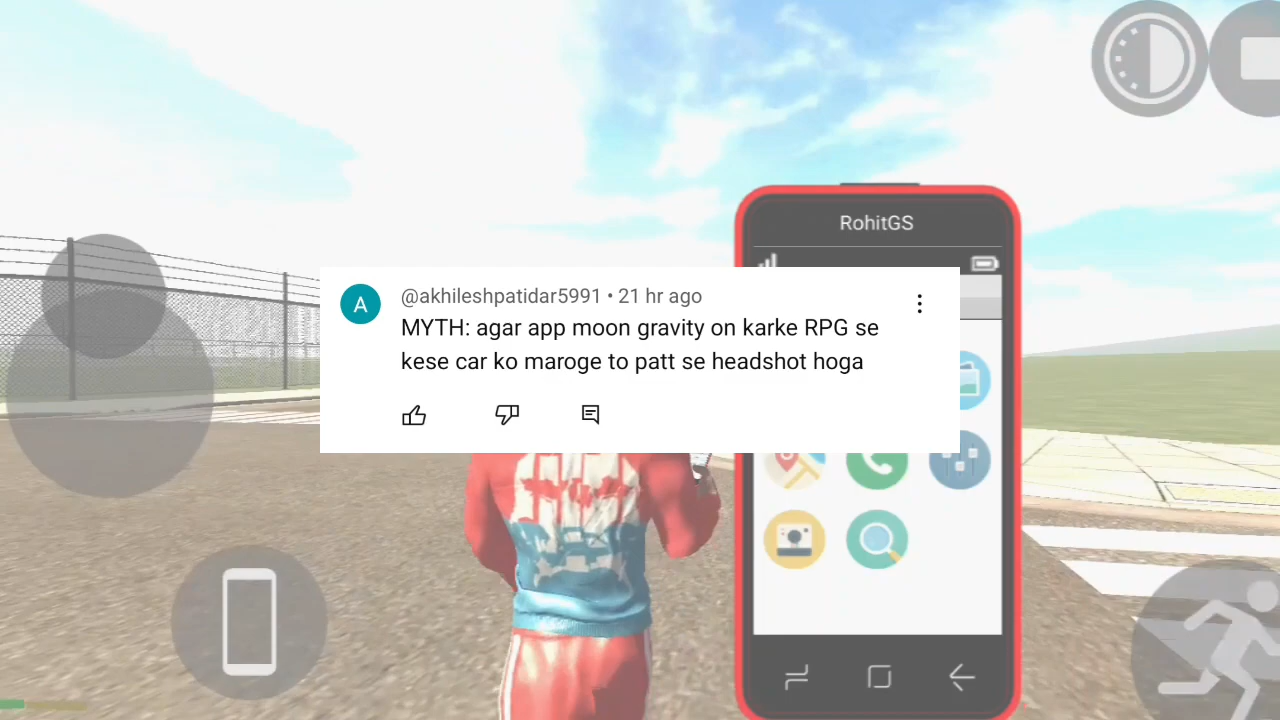 RohitGS
@akhileshpatidar5991 • 21 hr ago
MYTH: agar app moon gravity on karke RPG se
kese car ko maroge to patt se headshot hoga